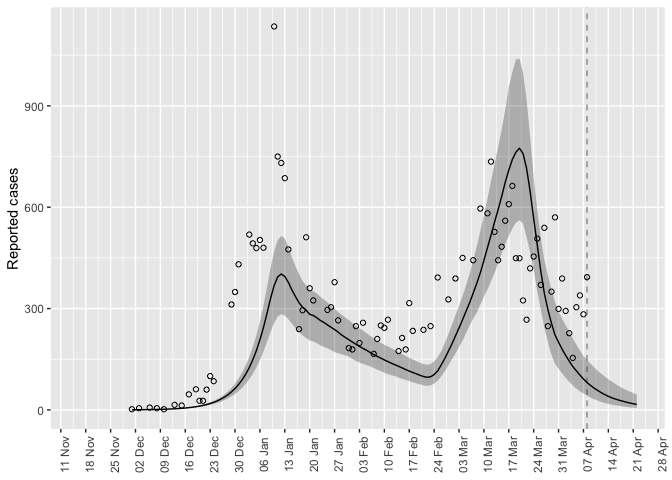 Reported cases
900
600
300
0
11 Nov
18 Nov
25 Nov
02 Dec
09 Dec
16 Dec
23 Dec
30 Dec
06 Jan
13 Jan
20 Jan
27 Jan
03 Feb
10 Feb
17 Feb
24 Feb
03 Mar
10 Mar
17 Mar
24 Mar
31 Mar
07 Apr
14 Apr
21 Apr
28 Apr